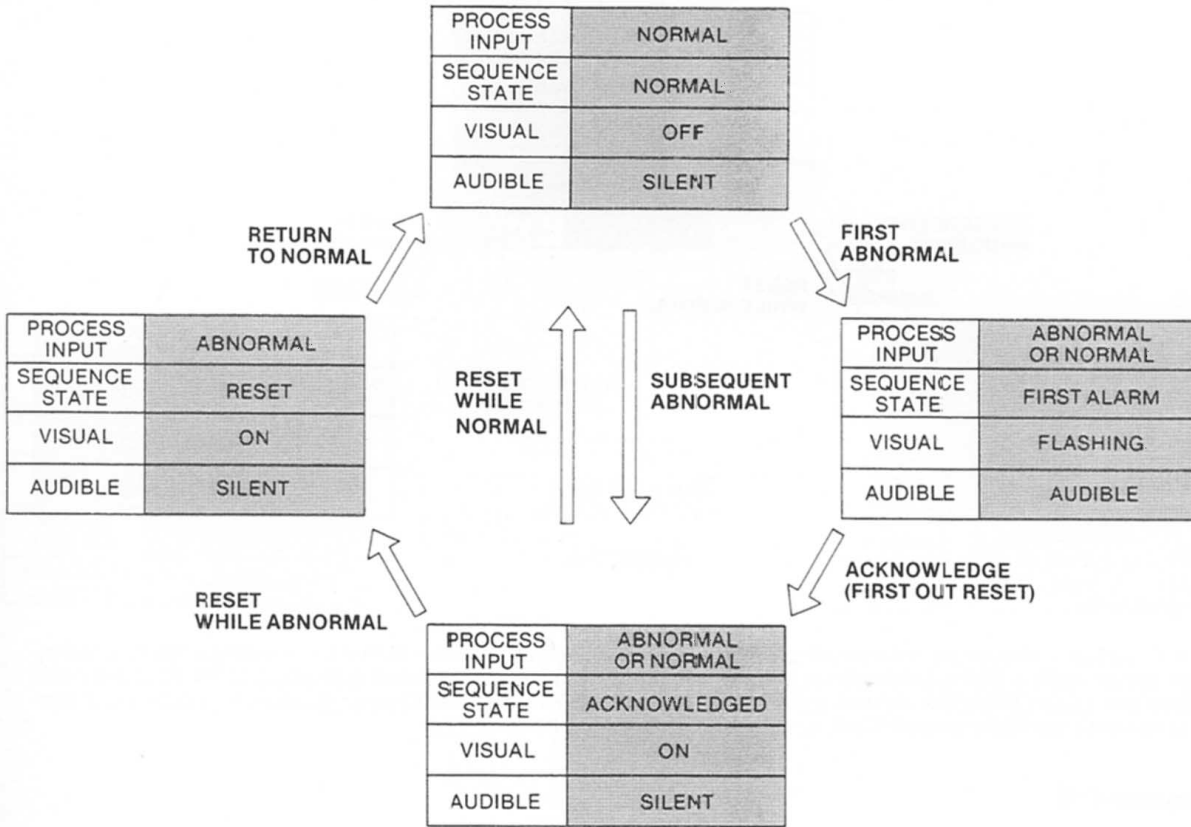 PROCESS INPUT NORMAL
SEQUENCE STATE NORMAL
VISUAL OFF
AUDIBLE SILENT
RETURN
TO NORMAL
FIRST
ABNORMAL
PROCESS INPUT ABNORMAL
SEQUENCE STATE RESET
VISUAL ON
AUDIBLE SILENT
RESET
WHILE
NORMAL
SUBSEQUENT
ABNORMAL
PROCESS INPUT ABNORMAL OR NORMAL
SEQUENCE STATE FIRST ALARM
VISUAL FLASHING
AUDIBLE AUDIBLE
RESET
WHILE ABNORMAL
ACKNOWLEDGE
(FIRST OUT RESET)
PROCESS INPUT ABNORMAL OR NORMAL
SEQUENCE STATE ACKNOWLEDGED
VISUAL ON
AUDIBLE SILENT